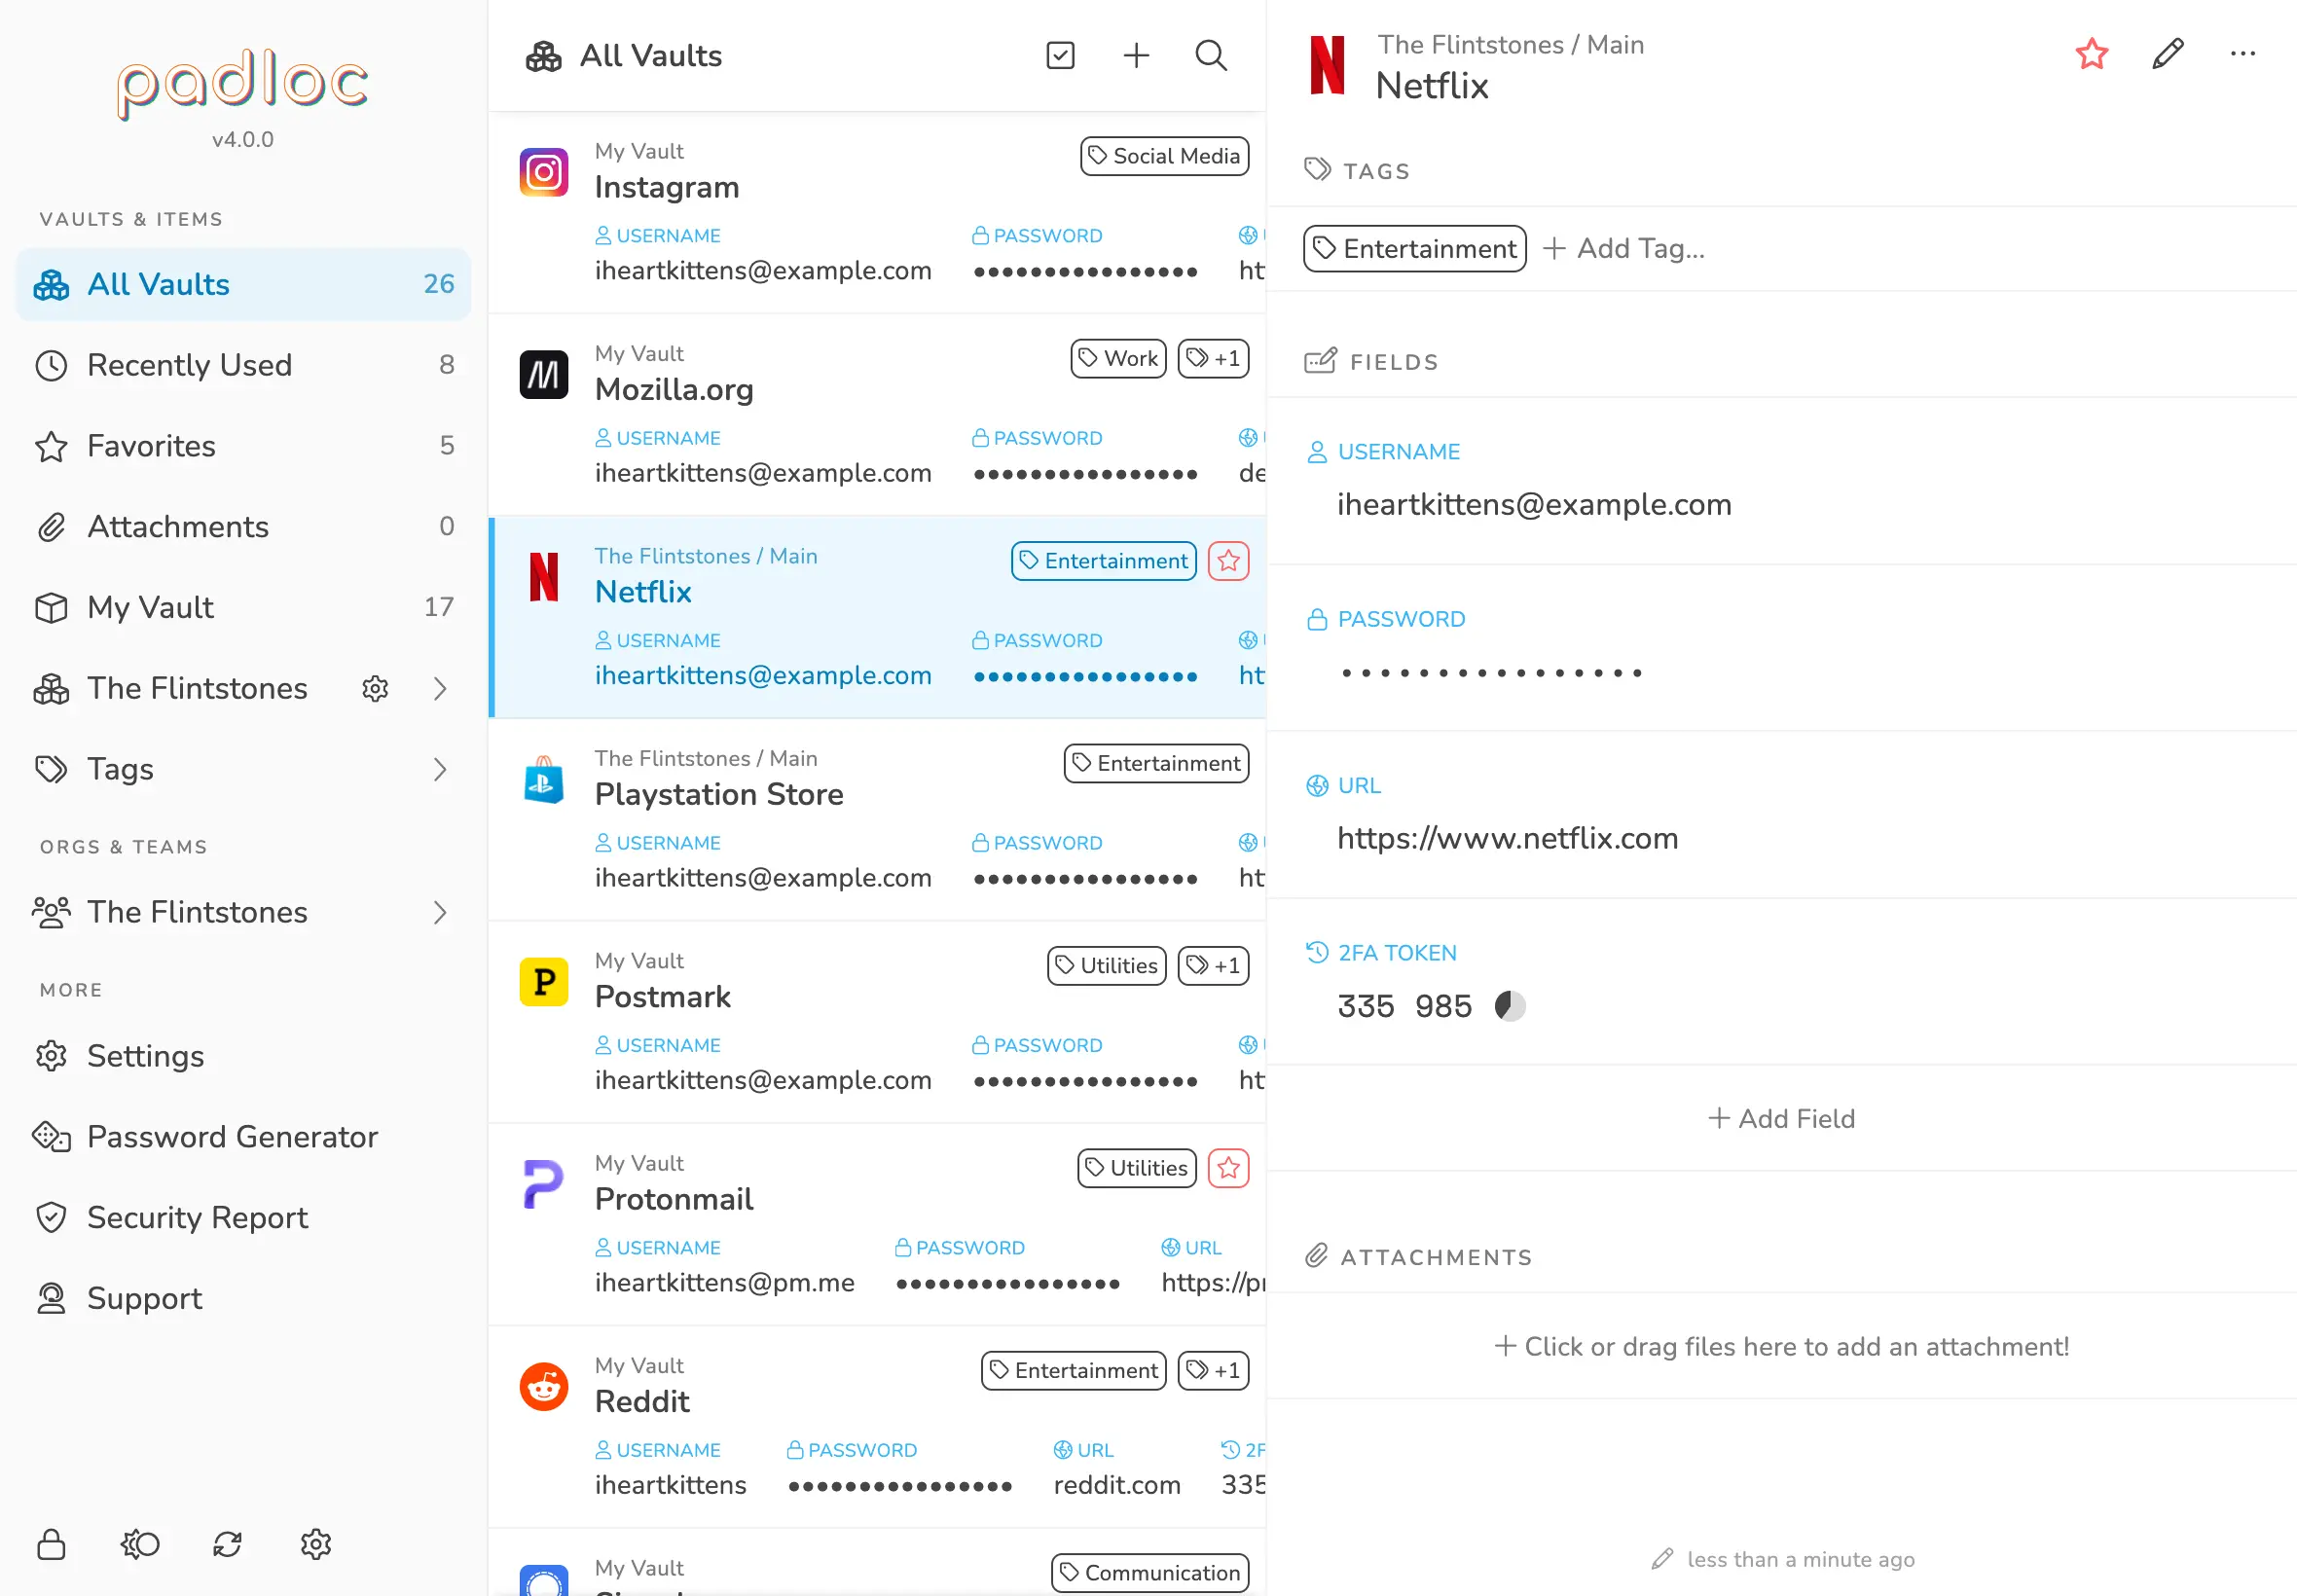 padloc
v4.0.0
VAULTS & ITEMS
All Vaults 26
Recently Used 8
Favorites 5
Attachments 0
My Vault 17
The Flintstones
Tags
ORGS & TEAMS
The Flintstones
MORE
Settings
Password Generator
Security Report
Support
All Vaults
My Vault
Social Media
Instagram
USERNAME PASSWORD
iheartkittens@example.com ●●●●●●●●●●●●●●●● ht
My Vault
Work +1
Mozilla.org
USERNAME PASSWORD
iheartkittens@example.com ●●●●●●●●●●●●●●●● de
The Flintstones / Main
Entertainment
Netflix
USERNAME PASSWORD
iheartkittens@example.com ●●●●●●●●●●●●●●●● ht
The Flintstones / Main
Entertainment
Playstation Store
USERNAME PASSWORD
iheartkittens@example.com ●●●●●●●●●●●●●●●● ht
My Vault
Utilities +1
Postmark
USERNAME PASSWORD
iheartkittens@example.com ●●●●●●●●●●●●●●●● ht
My Vault
Utilities
Protonmail
USERNAME PASSWORD URL
iheartkittens@pm.me ●●●●●●●●●●●●●●●● https://pr
My Vault
Entertainment +1
Reddit
USERNAME PASSWORD URL 2F
iheartkittens ●●●●●●●●●●●●●●●● reddit.com 335
My Vault
Communication
The Flintstones / Main
Netflix
TAGS
Entertainment + Add Tag...
FIELDS
USERNAME
iheartkittens@example.com
PASSWORD
● ● ● ● ● ● ● ● ● ● ● ● ● ● ● ●
URL
https://www.netflix.com
2FA TOKEN
335 985
+ Add Field
ATTACHMENTS
+ Click or drag files here to add an attachment!
less than a minute ago